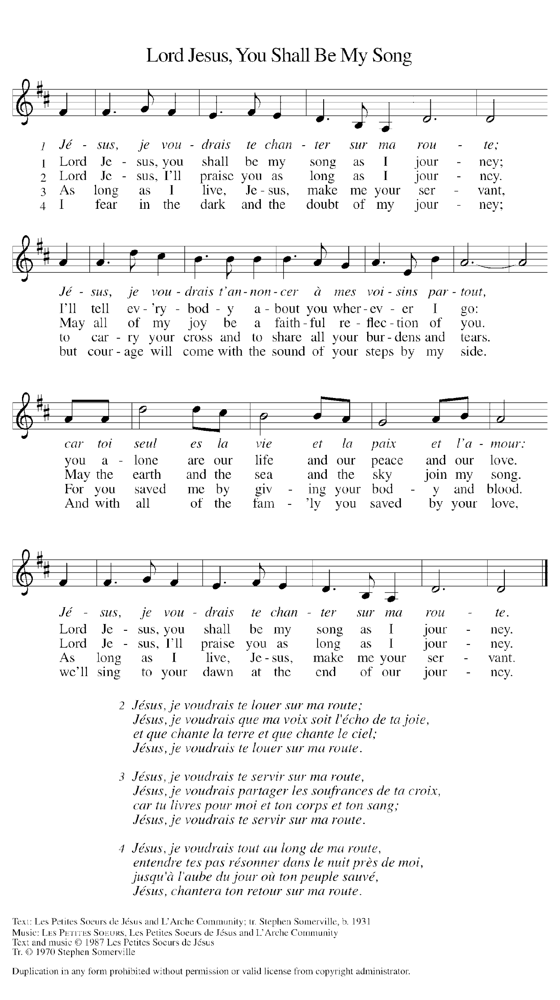 Lord Jesus, You Shall Be My Song
1 Jé - sus, je vou - drais te chan - ter sur ma rou - te;
1 Lord Je - sus, you shall be my song as I jour - ney;
2 Lord Je - sus, I'll praise you as long as I jour - ney.
3 As long as I live, Je - sus, make me your ser - vant,
4 I fear in the dark and the doubt of my jour - ney;
Jé - sus, je vou - drais t'an - non - cer à mes voi - sins par - tout,
I'll tell ev - 'ry - bod - y a - bout you wher - ev - er I go:
May all of my joy be a faith - ful re - flec - tion of you.
to car - ry your cross and to share all your bur - dens and tears.
but cour - age will come with the sound of your steps by my side.
car toi seul es la vie et la paix et l'a - mour:
you a - lone are our life and our peace and our love.
May the earth and the sea and the sky join my song.
For you saved me by giv - ing your bod - y and blood.
And with all of the fam - 'ly you saved by your love,
Jé - sus, je vou - drais te chan - ter sur ma rou - te.
Lord Je - sus, you shall be my song as I jour - ney.
Lord Je - sus, I'll praise you as long as I jour - ney.
As long as I live, Je - sus, make me your ser - vant.
we'll sing to your dawn at the end of our jour - ney.
2 Jésus, je voudrais te louer sur ma route;
Jésus, je voudrais que ma voix soit l'écho de ta joie,
et que chante la terre et que chante le ciel;
Jésus, je voudrais te louer sur ma route.
3 Jésus, je voudrais te servir sur ma route,
Jésus, je voudrais partager les soufrances de ta croix,
car tu livres pour moi et ton corps et ton sang;
Jésus, je voudrais te servir sur ma route.
4 Jésus, je voudrais tout au long de ma route,
entendre tes pas résonner dans le nuit près de moi,
jusqu'à l'aube du jour où ton peuple sauvé,
Jésus, chantera ton retour sur ma route.
Text: Les Petites Soeurs de Jésus and L'Arche Community; tr. Stephen Somerville, b. 1931
Music: LES PETITES SOEURS, Les Petites Soeurs de Jésus and L'Arche Community
Text and music © 1987 Les Petites Soeurs de Jésus
Tr. © 1970 Stephen Somerville
Duplication in any form prohibited without permission or valid license from copyright administrator.